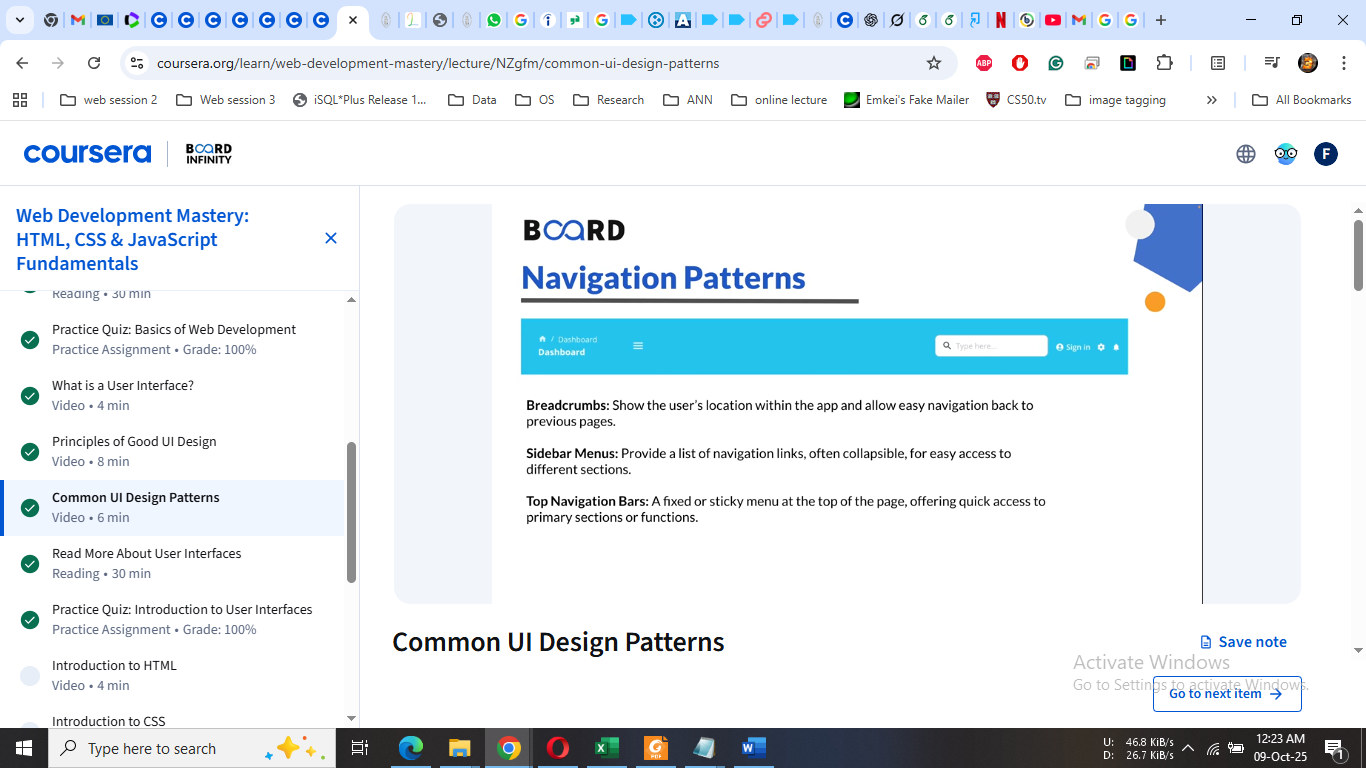 coursera.org/learn/web-development-mastery/lecture/NZgfm/common-ui-design-patterns
ABP
web session 2
Web session 3
iSQL*Plus Release 1...
Data
OS
Research
ANN
online lecture
Emkei's Fake Mailer
CS50.tv
image tagging
»
All Bookmarks
coursera
BOARD
INFINITY
F
Web Development Mastery:
HTML, CSS & JavaScript
Fundamentals
Reading • 30 min
Practice Quiz: Basics of Web Development
Practice Assignment • Grade: 100%
What is a User Interface?
Video • 4 min
Principles of Good UI Design
Video • 8 min
Common UI Design Patterns
Video • 6 min
Read More About User Interfaces
Reading • 30 min
Practice Quiz: Introduction to User Interfaces
Practice Assignment • Grade: 100%
Introduction to HTML
Video • 4 min
Introduction to CSS
BOARD
Navigation Patterns
/ Dashboard
Dashboard
Type here...
Sign in
Breadcrumbs: Show the user's location within the app and allow easy navigation back to
previous pages.
Sidebar Menus: Provide a list of navigation links, often collapsible, for easy access to
different sections.
Top Navigation Bars: A fixed or sticky menu at the top of the page, offering quick access to
primary sections or functions.
Common UI Design Patterns
Save note
Activate Windows
Go to Settings to activate Windows.
Go to next item
Type here to search
U: 46.8 KiB/s
D: 26.7 KiB/s
12:23 AM
09-Oct-25
1